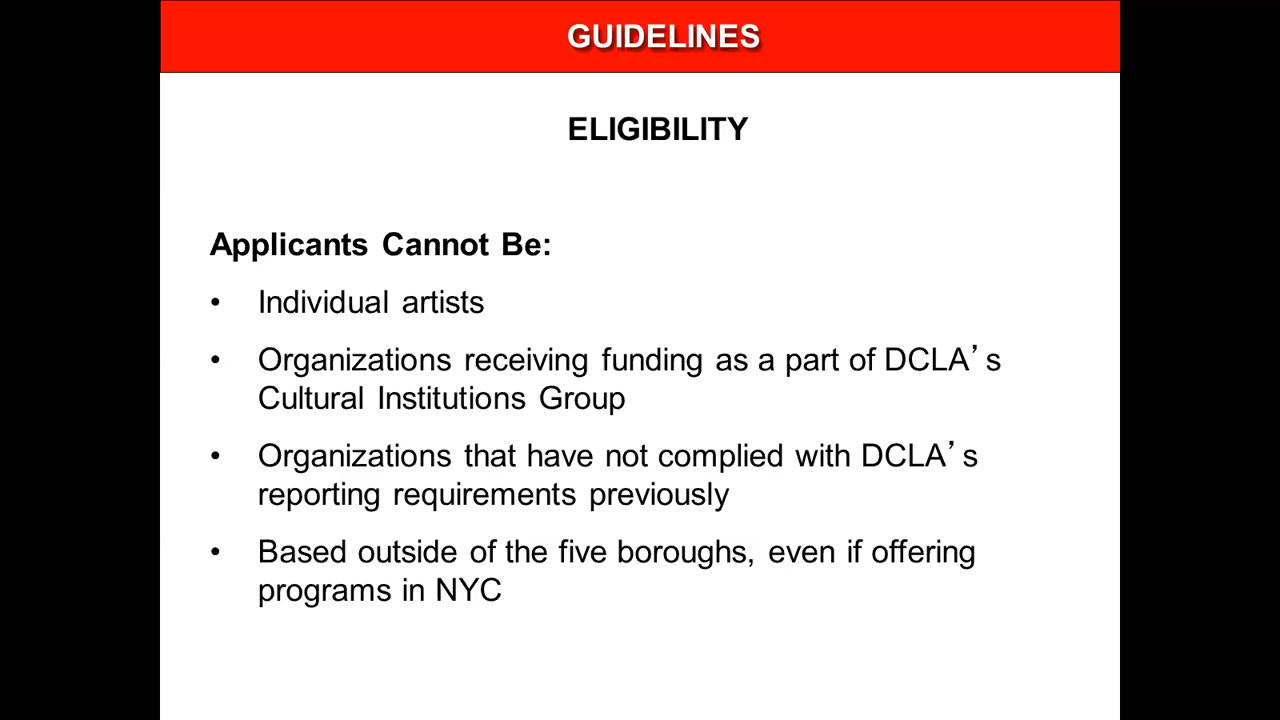 GUIDELINES
ELIGIBILITY
Applicants Cannot Be:
• Individual artists
• Organizations receiving funding as a part of DCLA’s
Cultural Institutions Group
• Organizations that have not complied with DCLA’s
reporting requirements previously
• Based outside of the five boroughs, even if offering
programs in NYC